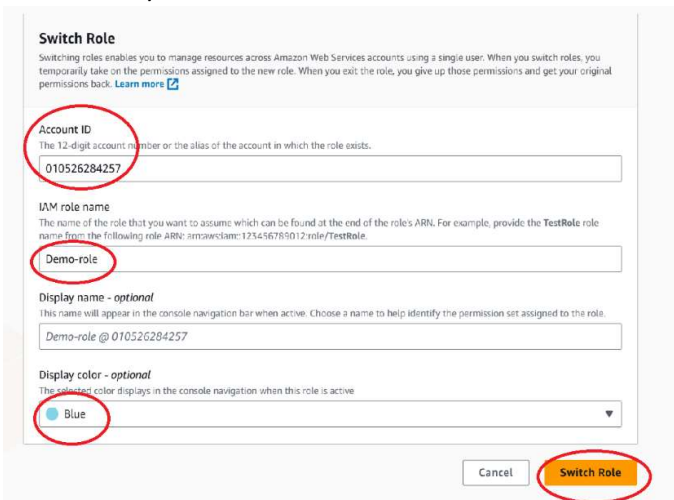 Switch Role
Switching roles enables you to manage resources across Amazon Web Services accounts using a single user. When you switch roles, you
temporarily take on the permissions assigned to the new role. When you exit the role, you give up those permissions and get your original
permissions back. Learn more
Account ID
The 12-digit account number or the alias of the account in which the role exists.
010526284257
IAM role name
The name of the role that you want to assume which can be found at the end of the role's ARN. For example, provide the TestRole role
name from the following role ARN: arn:aws:iam::123456789012:role/TestRole.
Demo-role
Display name - optional
This name will appear in the console navigation bar when active. Choose a name to help identify the permission set assigned to the role.
Demo-role @ 010526284257
Display color - optional
The selected color displays in the console navigation when this role is active
Blue
Cancel
Switch Role